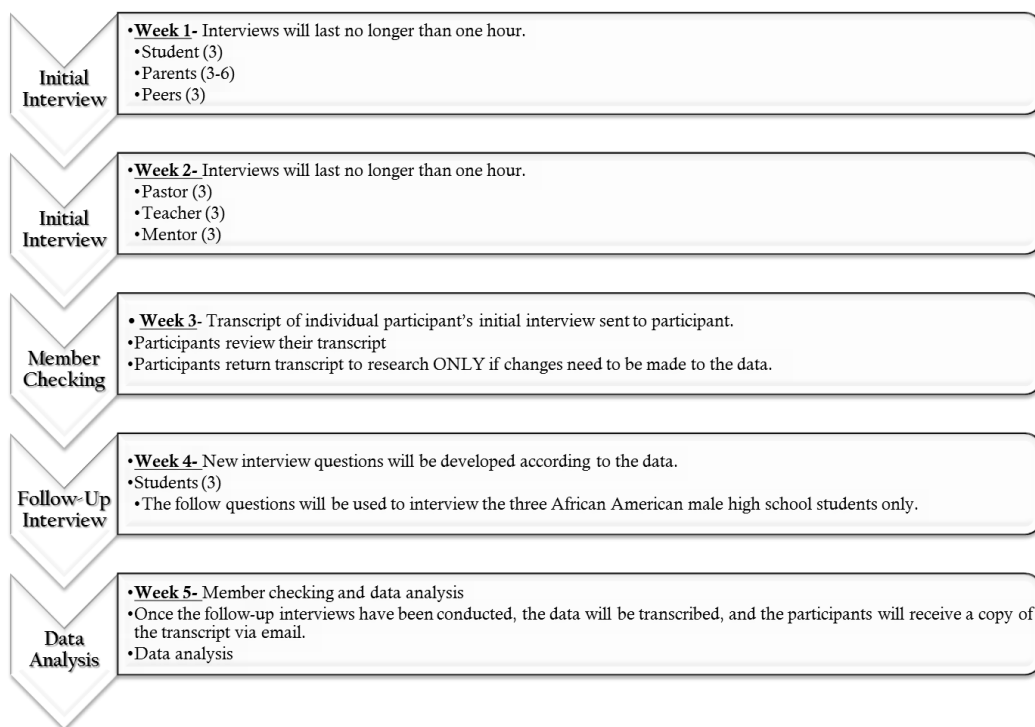 Initial
Interview
•Week 1- Interviews will last no longer than one hour.
•Student (3)
•Parents (3-6)
•Peers (3)
Initial
Interview
•Week 2- Interviews will last no longer than one hour.
•Pastor (3)
•Teacher (3)
•Mentor (3)
Member
Checking
• Week 3- Transcript of individual participant's initial interview sent to participant.
•Participants review their transcript
•Participants return transcript to research ONLY if changes need to be made to the data.
Follow-Up
Interview
•Week 4- New interview questions will be developed according to the data.
•Students (3)
•The follow questions will be used to interview the three African American male high school students only.
Data
Analysis
•Week 5- Member checking and data analysis
•Once the follow-up interviews have been conducted, the data will be transcribed, and the participants will receive a copy of
the transcript via email.
•Data analysis